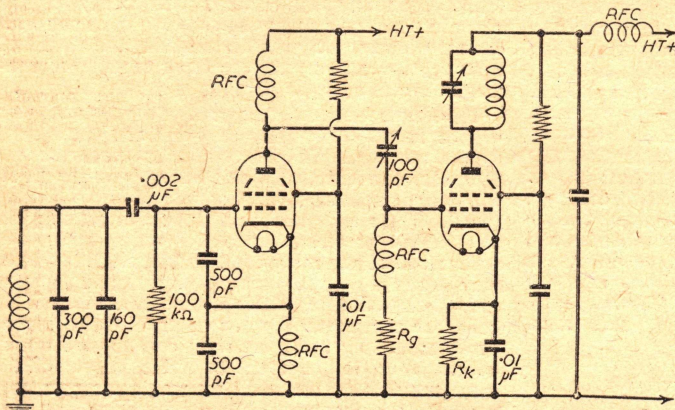 RFC
HT+
RFC
HT+
RFC
100
pF
·002
μF
500
pF
RFC
300
pF
160
pF
100
kΩ
·01
μF
500
pF
RFC
Rg
Rk
·01
μF